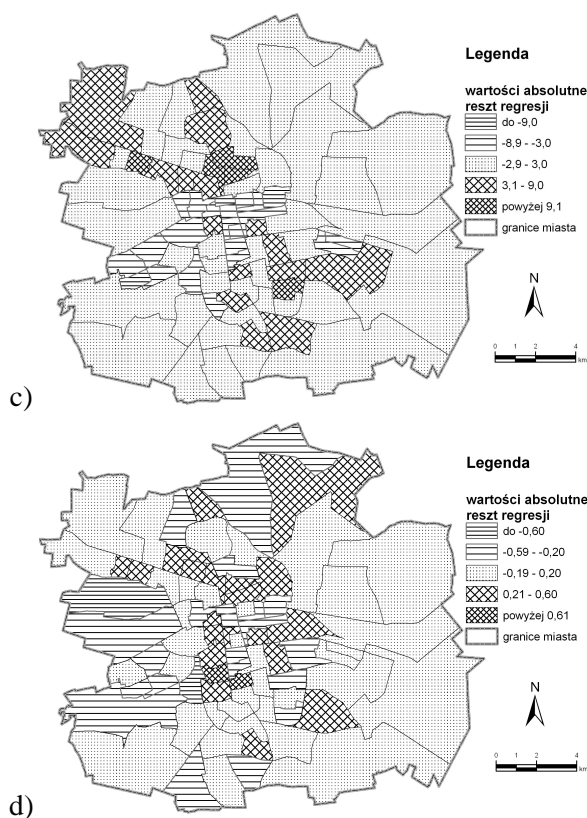 Legenda
wartości absolutne
reszt regresji
do -9,0
-8,9 - -3,0
-2,9 - 3,0
3,1 - 9,0
powyżej 9,1
granice miasta
N
0 1 2 4
km
c)
Legenda
wartości absolutne
reszt regresji
do -0,60
-0,59 - -0,20
-0,19 - 0,20
0,21 - 0,60
powyżej 0,61
granice miasta
N
0 1 2 4
km
d)